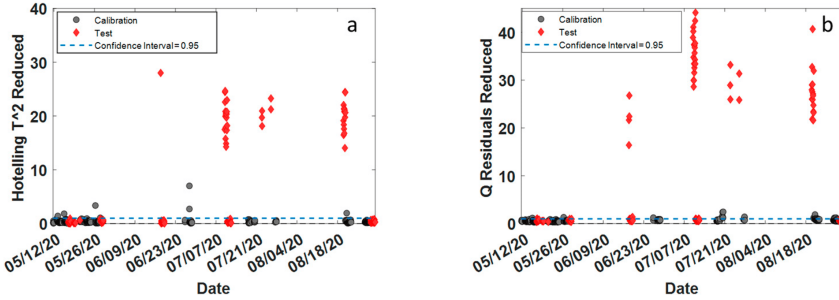 a
Calibration
Test
Confidence Interval=0.95
Hotelling T^2 Reduced
40
30
20
10
0
05/12/20
05/26/20
06/09/20
06/23/20
07/07/20
07/21/20
08/04/20
08/18/20
Date
b
Calibration
Test
Confidence Interval=0.95
Q Residuals Reduced
40
30
20
10
0
05/12/20
05/26/20
06/09/20
06/23/20
07/07/20
07/21/20
08/04/20
08/18/20
Date